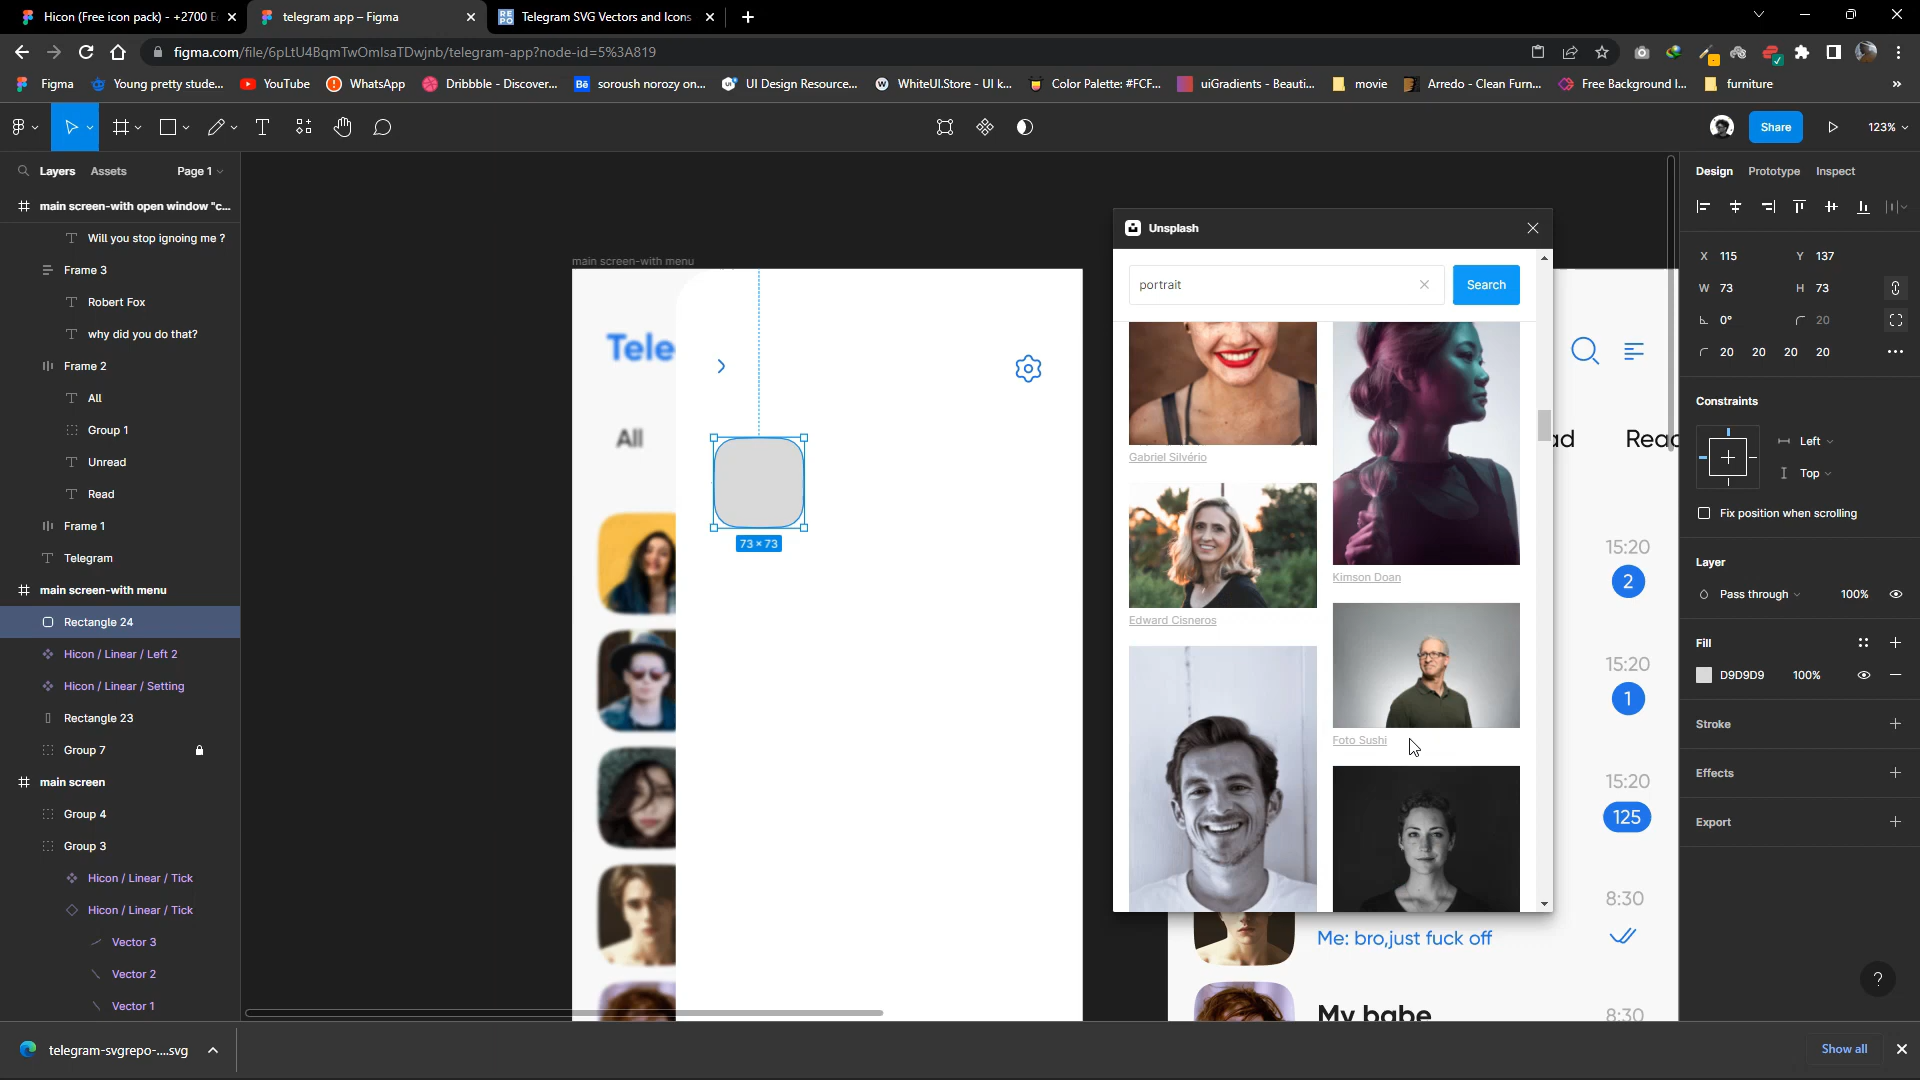 Hicon (Free icon pack) - +2700 E
telegram app – Figma
REPO
Telegram SVG Vectors and Icons
figma.com/file/6pLtU4BqmTwOmlsaTDwjnb/telegram-app?node-id=5%3A819
Figma
Young pretty stude...
YouTube
WhatsApp
Dribbble - Discover...
soroush norozy on...
UI Design Resource...
WhiteUI.Store - UI k...
Color Palette: #FCF...
uiGradients - Beauti...
movie
Arredo - Clean Furn...
Free Background I...
furniture
Share
123%
Layers
Assets
Page 1
main screen-with open window "c...
Will you stop ignoing me ?
Frame 3
Robert Fox
why did you do that?
Frame 2
All
Group 1
Unread
Read
Frame 1
Telegram
main screen-with menu
Rectangle 24
Hicon / Linear / Left 2
Hicon / Linear / Setting
Rectangle 23
Group 7
main screen
Group 4
Group 3
Hicon / Linear / Tick
Hicon / Linear / Tick
Vector 3
Vector 2
Vector 1
main screen-with menu
Tele
All
73 × 73
Unsplash
portrait
Search
Gabriel Silvério
Kimson Doan
Edward Cisneros
Foto Sushi
ad
Read
15:20
2
15:20
1
15:20
125
8:30
Me: bro,just fuck off
My babe
8:30
Design
Prototype
Inspect
X 115
Y 137
W 73
H 73
0°
20
20 20 20 20
Constraints
Left
Top
Fix position when scrolling
Layer
Pass through
100%
Fill
D9D9D9
100%
Stroke
Effects
Export
?
telegram-svgrepo-....svg
Show all